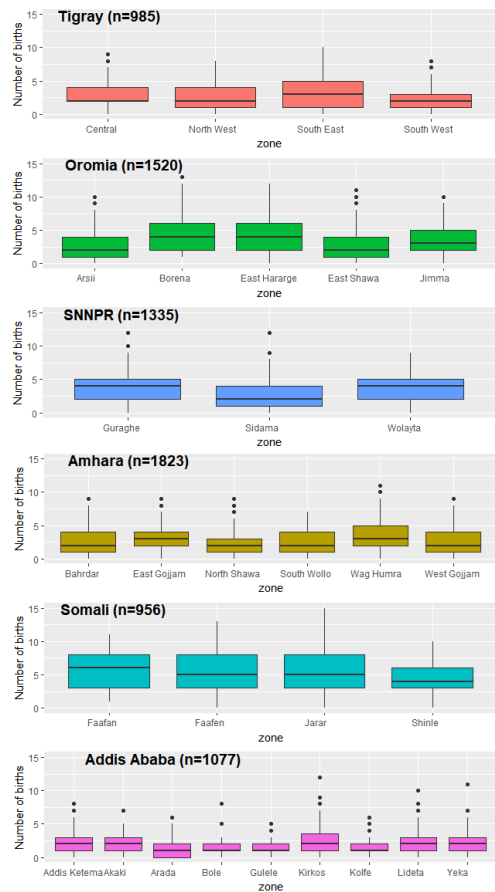 Tigray (n=985)
Number of births
15
10
5
0
Central North West South East South West
zone
Oromia (n=1520)
Number of births
15
10
5
0
Arsii Borena East Hararge East Shawa Jimma
zone
SNNPR (n=1335)
Number of births
15
10
5
0
Guraghe Sidama Wolayta
zone
Amhara (n=1823)
Number of births
15
10
5
0
Bahrdar East Gojjam North Shawa South Wollo Wag Humra West Gojjam
zone
Somali (n=956)
Number of births
15
10
5
0
Faafan Faafen Jarar Shinle
zone
Addis Ababa (n=1077)
Number of births
15
10
5
0
Addis Ketema Akaki Arada Bole Gulele Kirkos Kolfe Lideta Yeka
zone